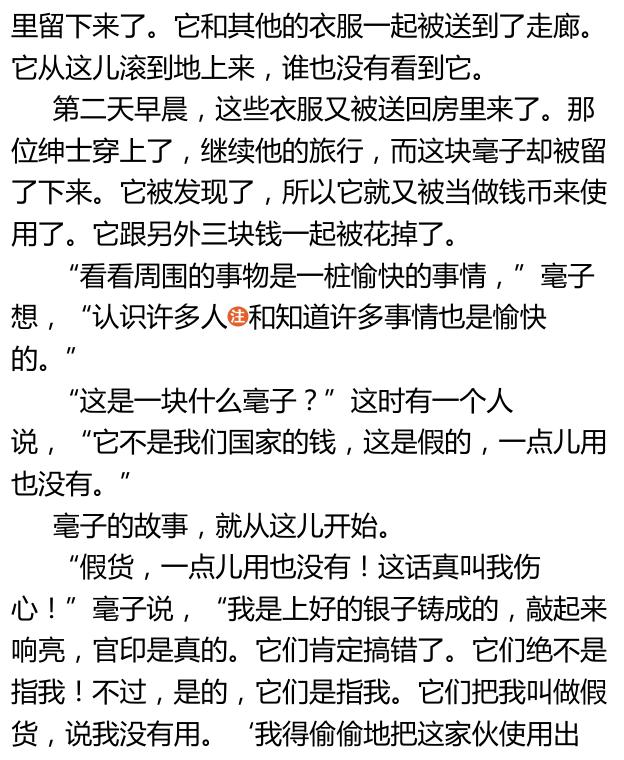 里留下来了。它和其他的衣服一起被送到了走廊。
它从这儿滚到地上来，谁也没有看到它。
第二天早晨，这些衣服又被送回房里来了。那
位绅士穿上了，继续他的旅行，而这块毫子却被留
了下来。它被发现了，所以它就又被当做钱币来使
用了。它跟另外三块钱一起被花掉了。
“看看周围的事物是一桩愉快的事情，”毫子
想，“认识许多人注和知道许多事情也是愉快
的。”
“这是一块什么毫子？”这时有一个人
说，“它不是我们国家的钱，这是假的，一点儿用
也没有。”
毫子的故事，就从这儿开始。
“假货，一点儿用也没有！这话真叫我伤
心！”毫子说，“我是上好的银子铸成的，敲起来
响亮，官印是真的。它们肯定搞错了。它们绝不是
指我！不过，是的，它们是指我。它们把我叫做假
货，说我没有用。‘我得偷偷地把这家伙使用出